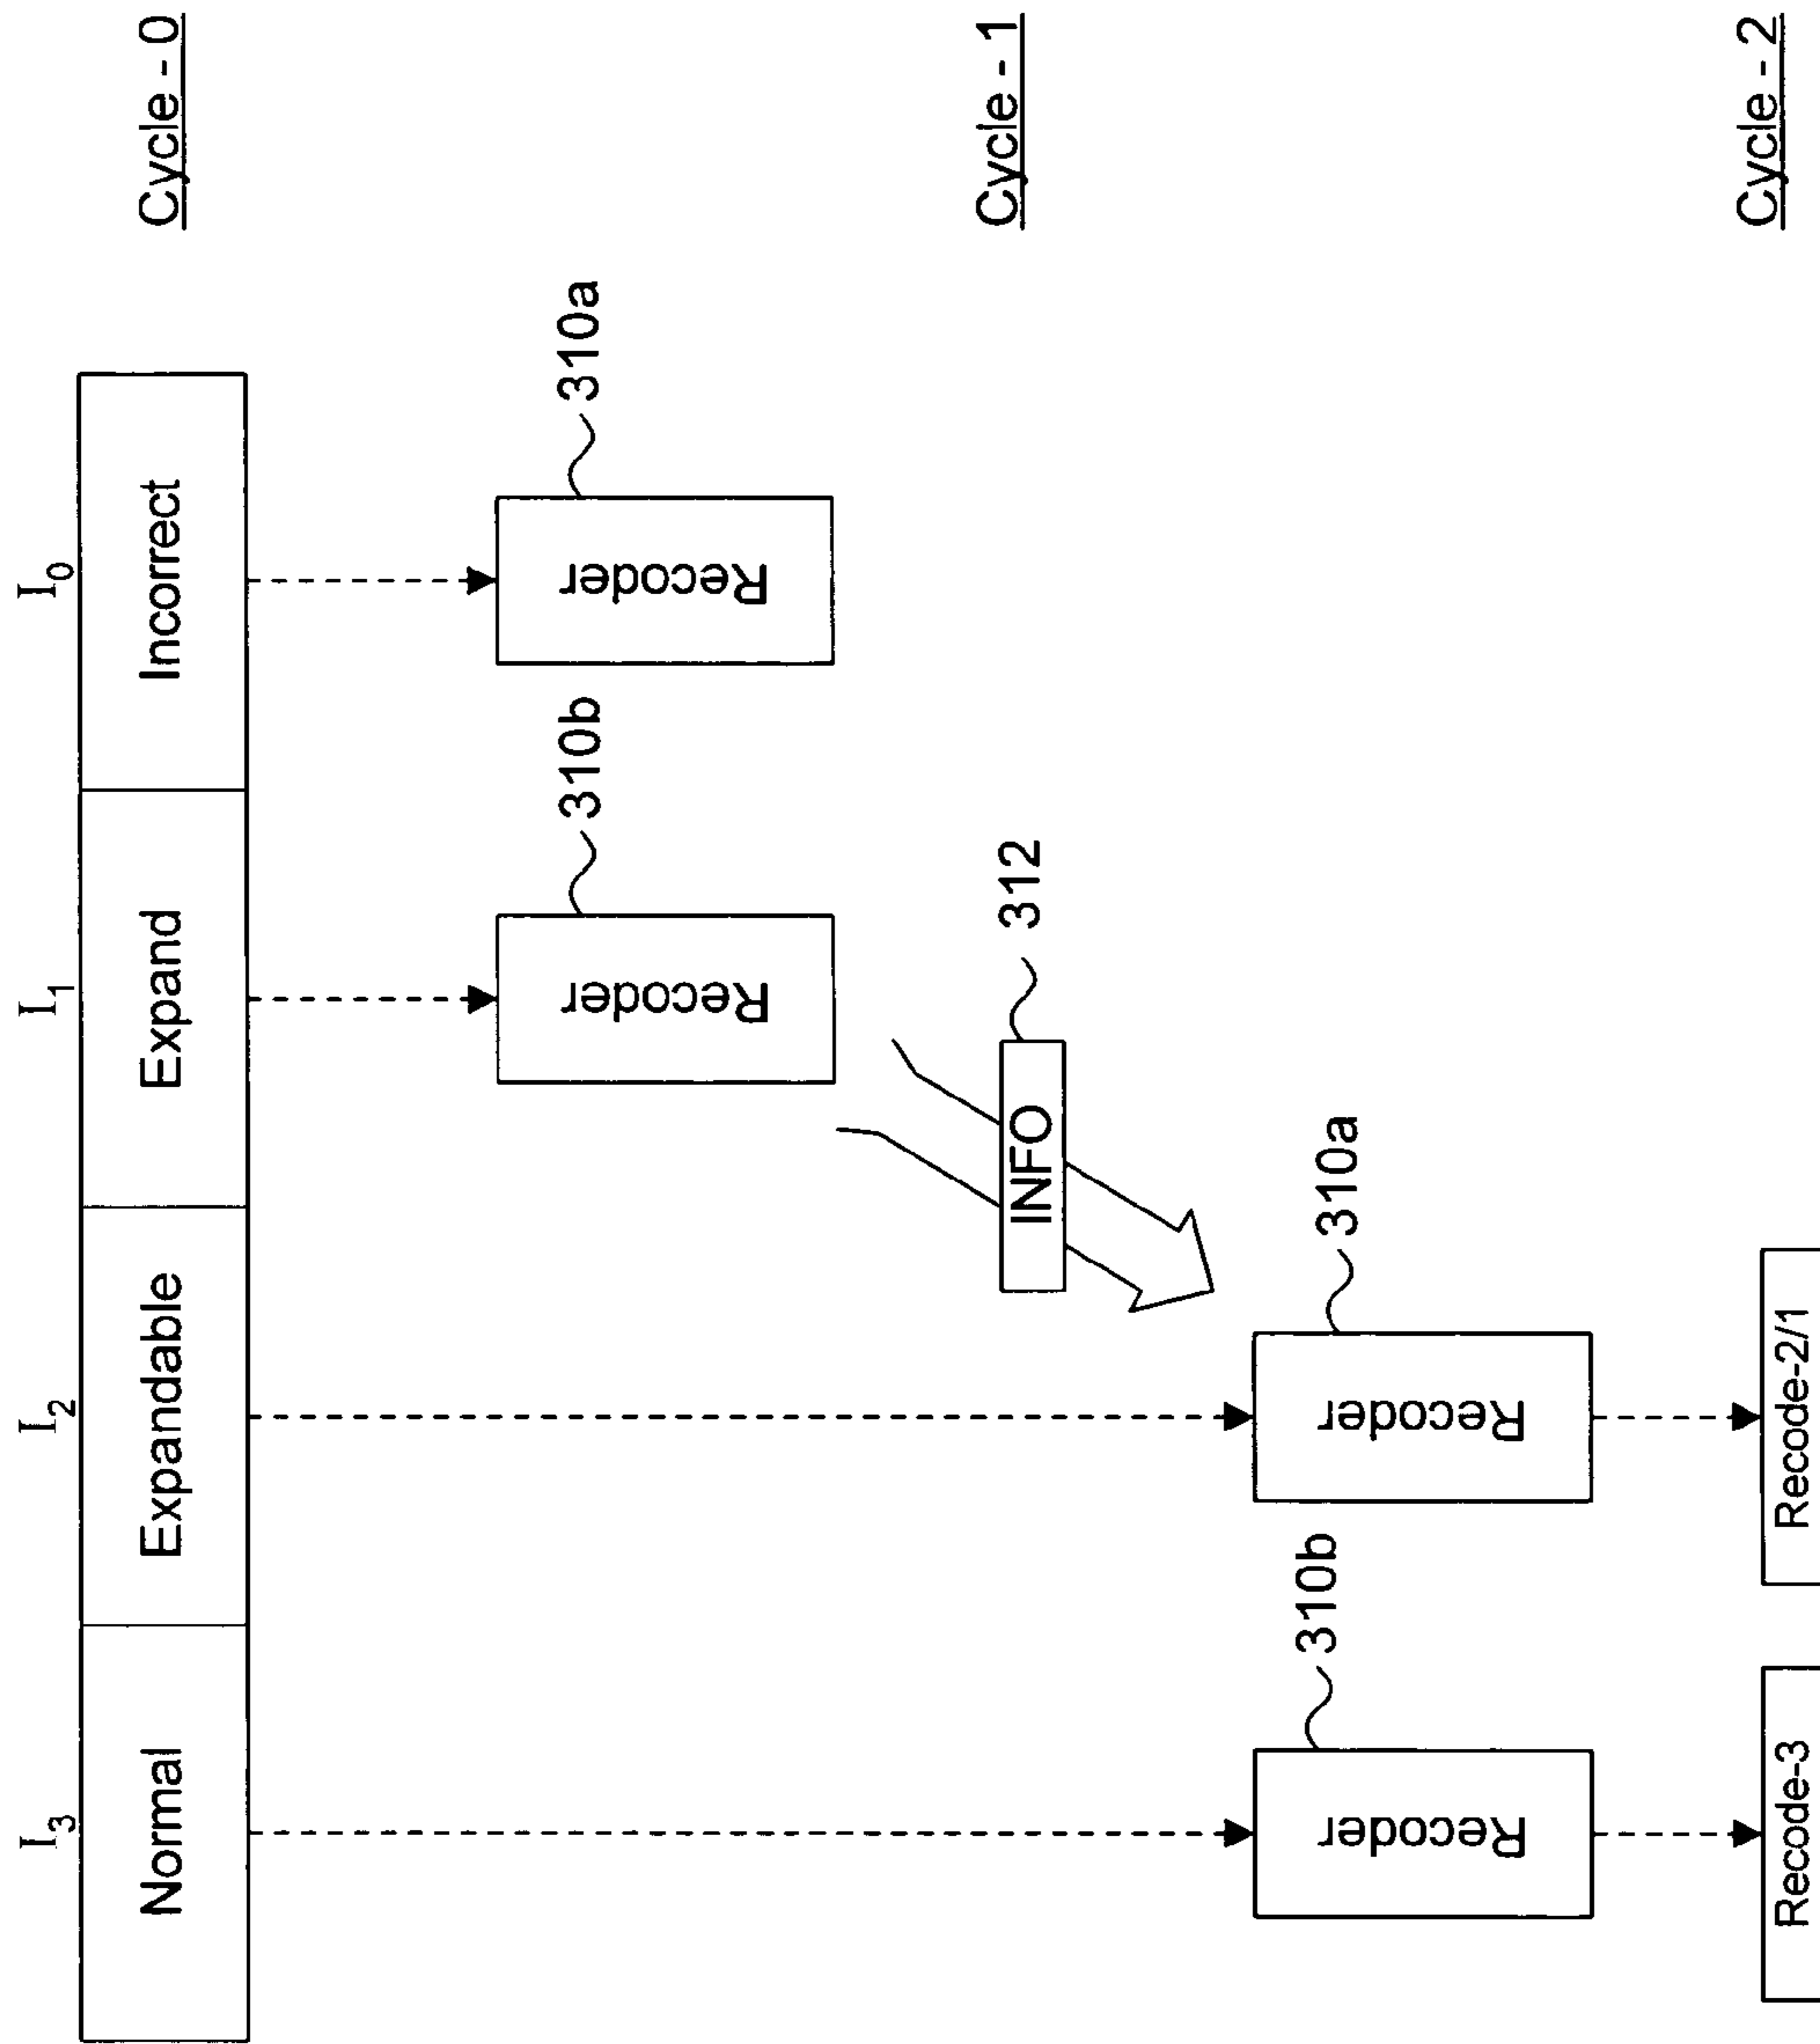 I₃ I₂ I₁ I₀
Normal Expandable Expand Incorrect Cycle - 0
310b 310a
Recoder Recoder
INFO 312 Cycle - 1
310b 310a
Recoder Recoder
Recode-3 Recode-2/1 Cycle - 2